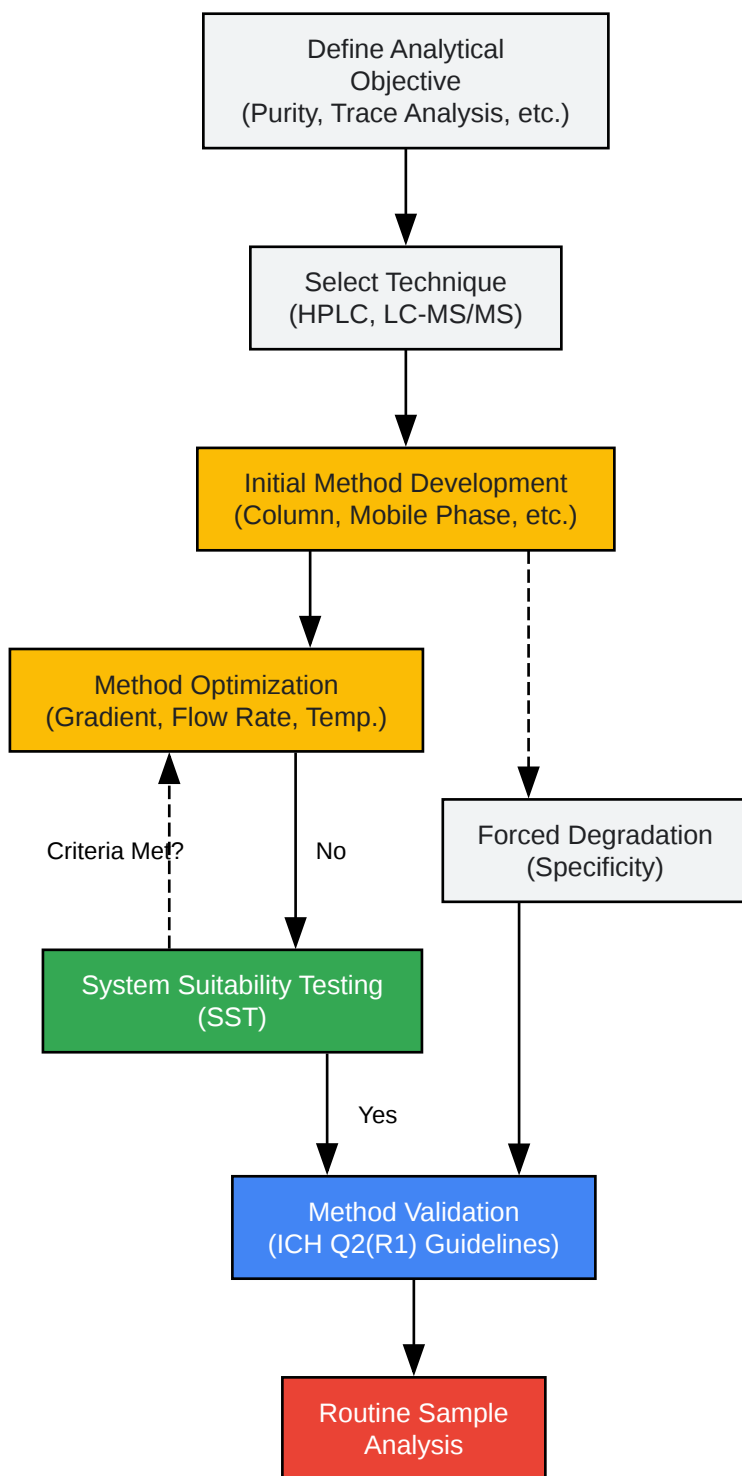 Define Analytical
Objective
(Purity, Trace Analysis, etc.)
Select Technique
(HPLC, LC-MS/MS)
Initial Method Development
(Column, Mobile Phase, etc.)
Method Optimization
(Gradient, Flow Rate, Temp.)
Criteria Met?
No
Forced Degradation
(Specificity)
System Suitability Testing
(SST)
Yes
Method Validation
(ICH Q2(R1) Guidelines)
Routine Sample
Analysis